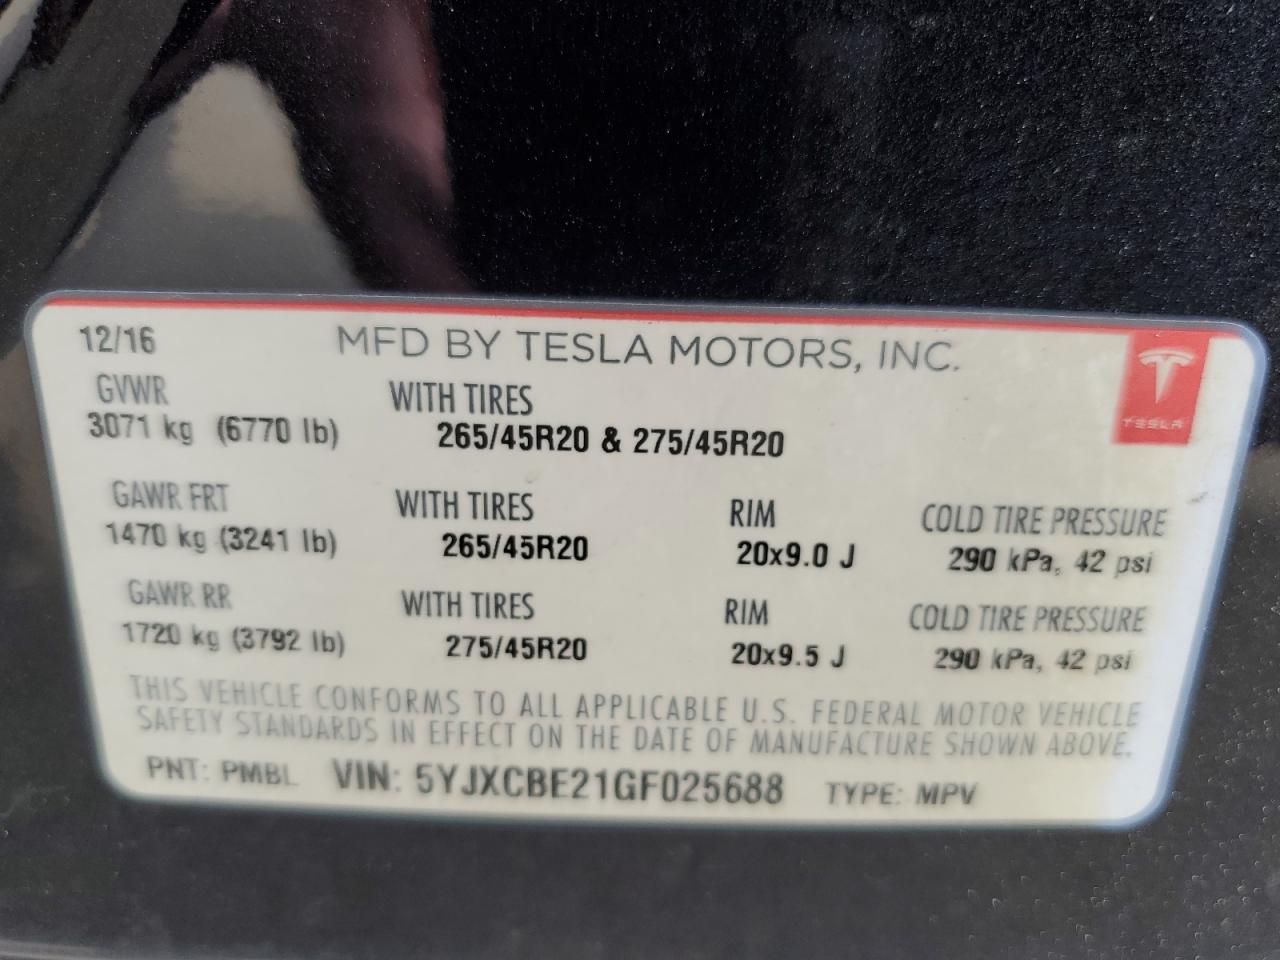 12/16 MFD BY TESLA MOTORS, INC.
TESLA
GVWR WITH TIRES
3071 kg (6770 lb) 265/45R20 & 275/45R20
GAWR FRT WITH TIRES RIM COLD TIRE PRESSURE
1470 kg (3241 lb) 265/45R20 20x9.0 J 290 kPa, 42 psi
GAWR RR WITH TIRES RIM COLD TIRE PRESSURE
1720 kg (3792 lb) 275/45R20 20x9.5 J 290 kPa, 42 psi
THIS VEHICLE CONFORMS TO ALL APPLICABLE U.S. FEDERAL MOTOR VEHICLE
SAFETY STANDARDS IN EFFECT ON THE DATE OF MANUFACTURE SHOWN ABOVE.
PNT: PMBL VIN: 5YJXCBE21GF025688 TYPE: MPV